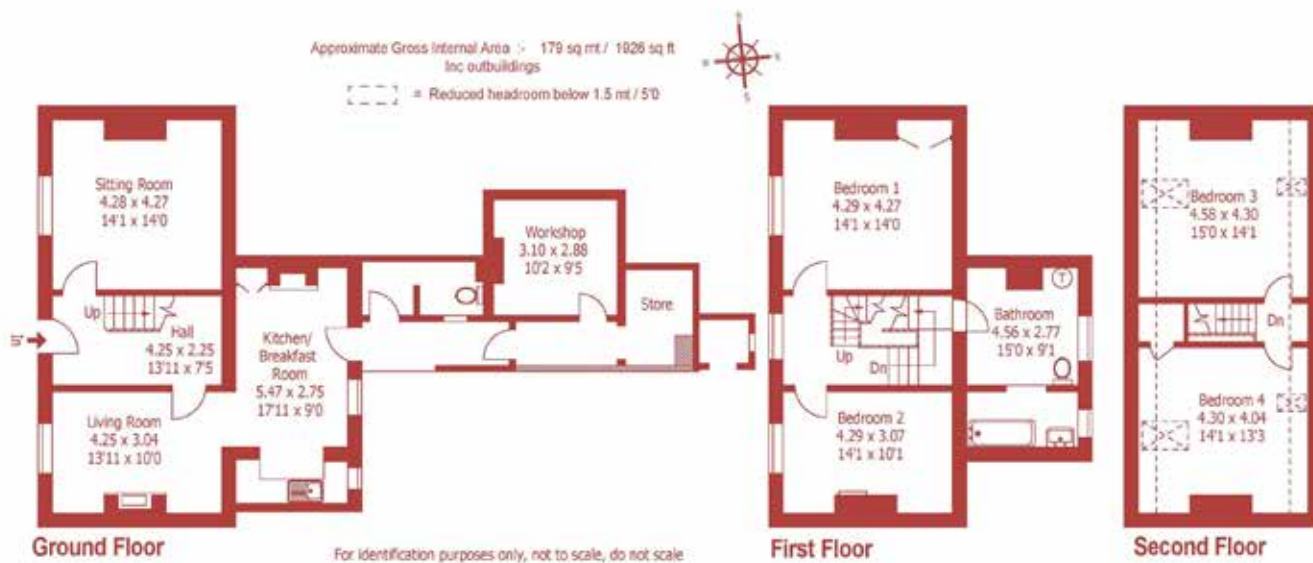 Approximate Gross Internal Area :- 179 sq mt / 1926 sq ft
Inc outbuildings
= Reduced headroom below 1.5 mt / 5'0
N
E
S
Sitting Room
4.28 x 4.27
14'1 x 14'0
Up
Hall
4.25 x 2.25
13'11 x 7'5
IN
Living Room
4.25 x 3.04
13'11 x 10'0
Kitchen/
Breakfast
Room
5.47 x 2.75
17'11 x 9'0
Workshop
3.10 x 2.88
10'2 x 9'5
Store
Ground Floor
For identification purposes only, not to scale, do not scale
Bedroom 1
4.29 x 4.27
14'1 x 14'0
Up
Dn
Bathroom
4.56 x 2.77
15'0 x 9'1
T
Bedroom 2
4.29 x 3.07
14'1 x 10'1
First Floor
Bedroom 3
4.58 x 4.30
15'0 x 14'1
Dn
Bedroom 4
4.30 x 4.04
14'1 x 13'3
Second Floor